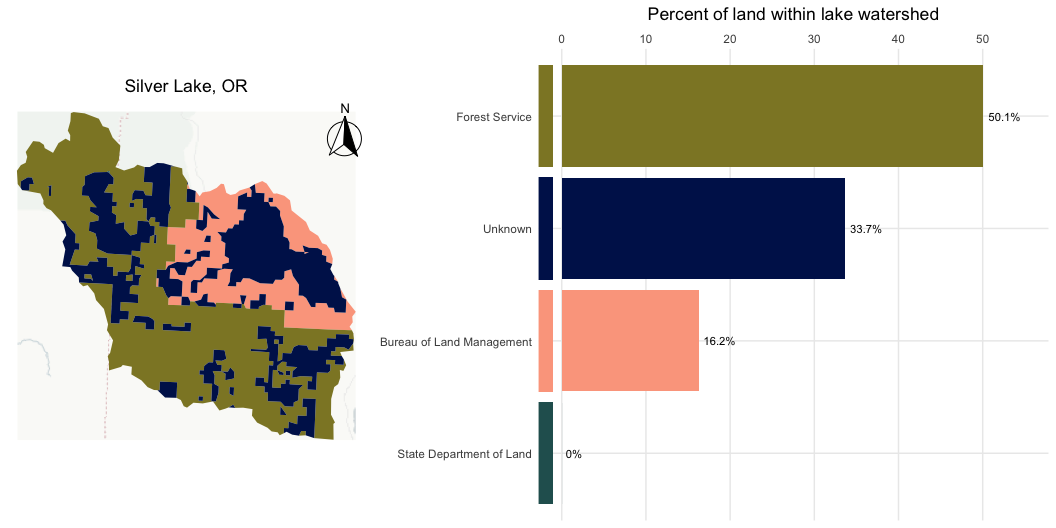 Percent of land within lake watershed
0 10 20 30 40 50
Silver Lake, OR
N
Forest Service 50.1%
Unknown 33.7%
Bureau of Land Management 16.2%
State Department of Land 0%